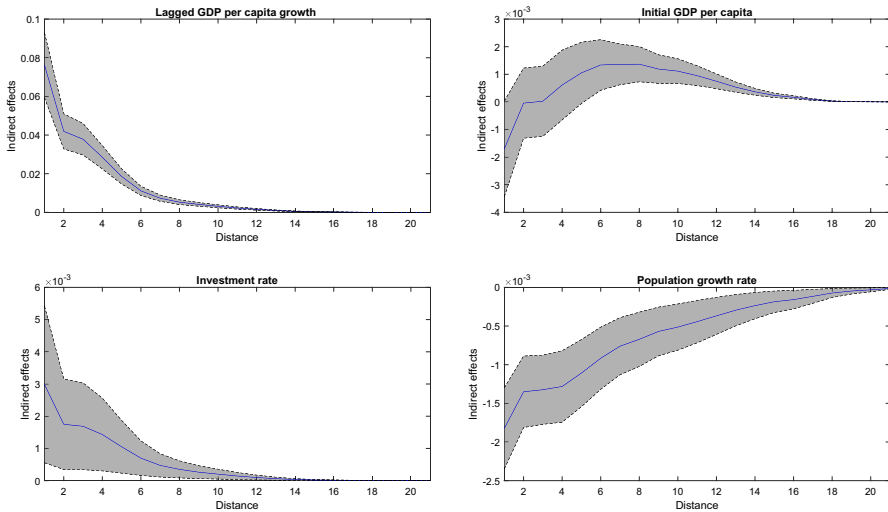 Lagged GDP per capita growth
0.1
0.08
0.06
0.04
0.02
0
Indirect effects
2 4 6 8 10 12 14 16 18 20
Distance
Initial GDP per capita
×10⁻³
3
2
1
0
-1
-2
-3
-4
Indirect effects
2 4 6 8 10 12 14 16 18 20
Distance
Investment rate
×10⁻³
6
5
4
3
2
1
0
Indirect effects
2 4 6 8 10 12 14 16 18 20
Distance
Population growth rate
×10⁻³
0
-0.5
-1
-1.5
-2
-2.5
Indirect effects
2 4 6 8 10 12 14 16 18 20
Distance